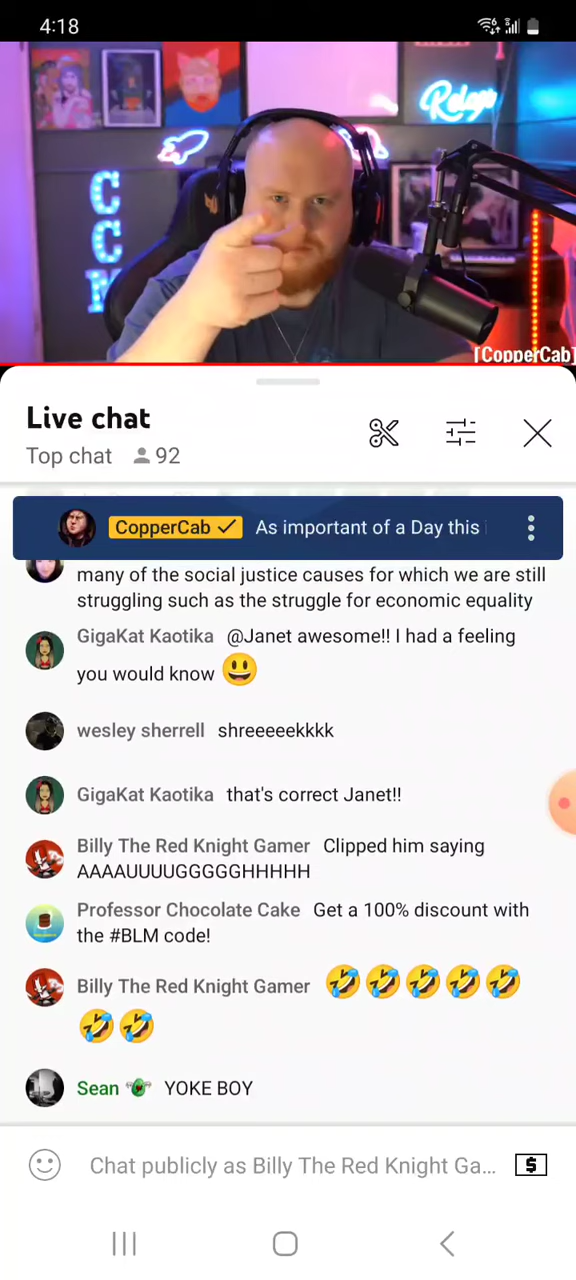 4:18
Relax
CCN
[CopperCab]
Live chat
Top chat 92
CopperCab As important of a Day this
many of the social justice causes for which we are still
struggling such as the struggle for economic equality
GigaKat Kaotika @Janet awesome!! I had a feeling
you would know 😃
wesley sherrell shreeeeekkkk
GigaKat Kaotika that's correct Janet!!
Billy The Red Knight Gamer Clipped him saying
AAAAUUUUGGGGGHHHHH
Professor Chocolate Cake Get a 100% discount with
the #BLM code!
Billy The Red Knight Gamer 🤣🤣🤣🤣🤣
🤣🤣
Sean YOKE BOY
Chat publicly as Billy The Red Knight Ga... $